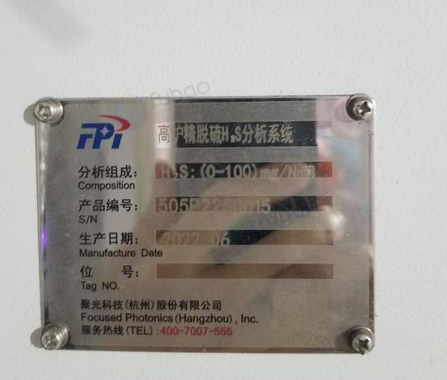 FPI
高炉精脱硫H₂S分析系统
分析组成: H₂S:(0-100)mg/Nm3
Composition
产品编号:
S/N
生产日期: 2022-06
Manufacture Date
位 号:
Tag NO.
聚光科技(杭州)股份有限公司
Focused Photonics(Hangzhou), Inc.
服务热线(TEL):400-7007-555